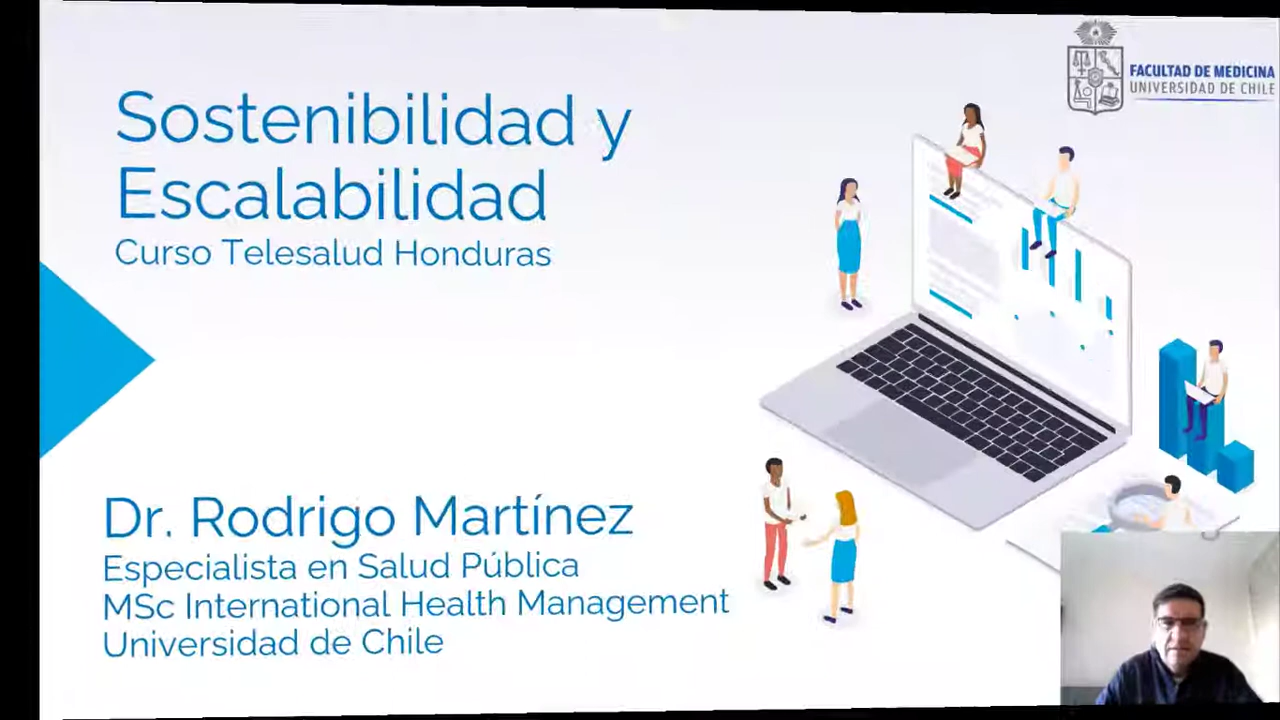 FACULTAD DE MEDICINA
UNIVERSIDAD DE CHILE
Sostenibilidad y
Escalabilidad
Curso Telesalud Honduras
Dr. Rodrigo Martínez
Especialista en Salud Pública
MSc International Health Management
Universidad de Chile